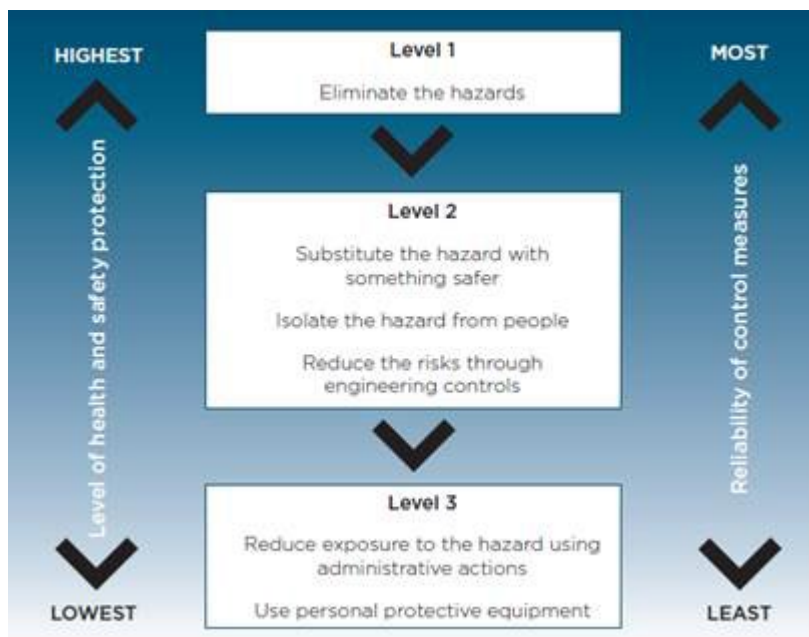 HIGHEST
Level 1
MOST
Eliminate the hazards
Level of health and safety protection
Reliability of control measures
Level 2
Substitute the hazard with
something safer
Isolate the hazard from people
Reduce the risks through
engineering controls
Level 3
Reduce exposure to the hazard using
administrative actions
Use personal protective equipment
LOWEST
LEAST